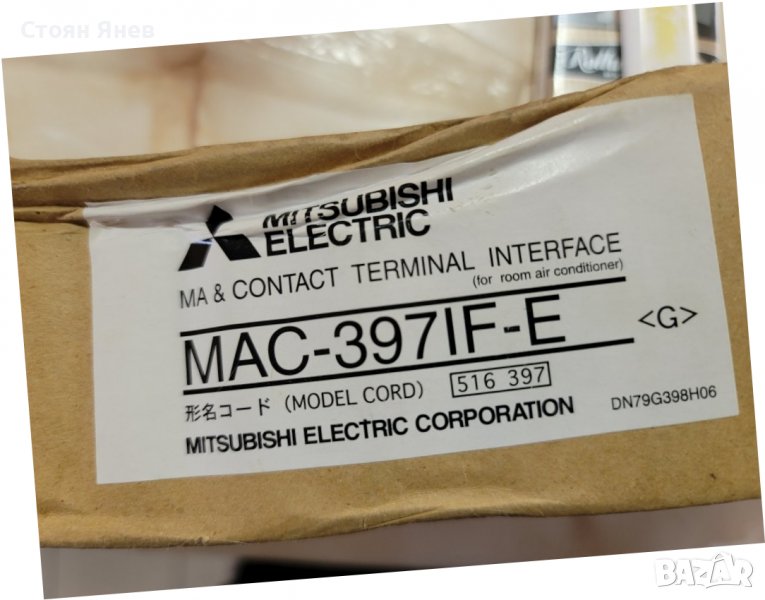 Стоян Янев
MITSUBISHI
ELECTRIC
MA & CONTACT TERMINAL INTERFACE
(for room air conditioner)
MAC-397IF-E <G>
形名コード (MODEL CORD) 516 397
MITSUBISHI ELECTRIC CORPORATION DN79G398H06
BAZAR